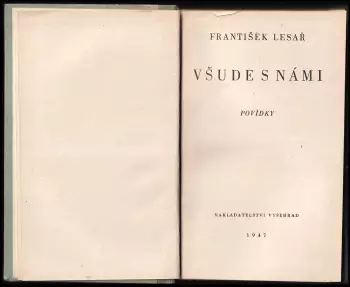 FRANTIŠEK LESAŘ
VŠUDE S NÁMI
POVÍDKY
NAKLADATELSTVÍ VYŠEHRAD
1947